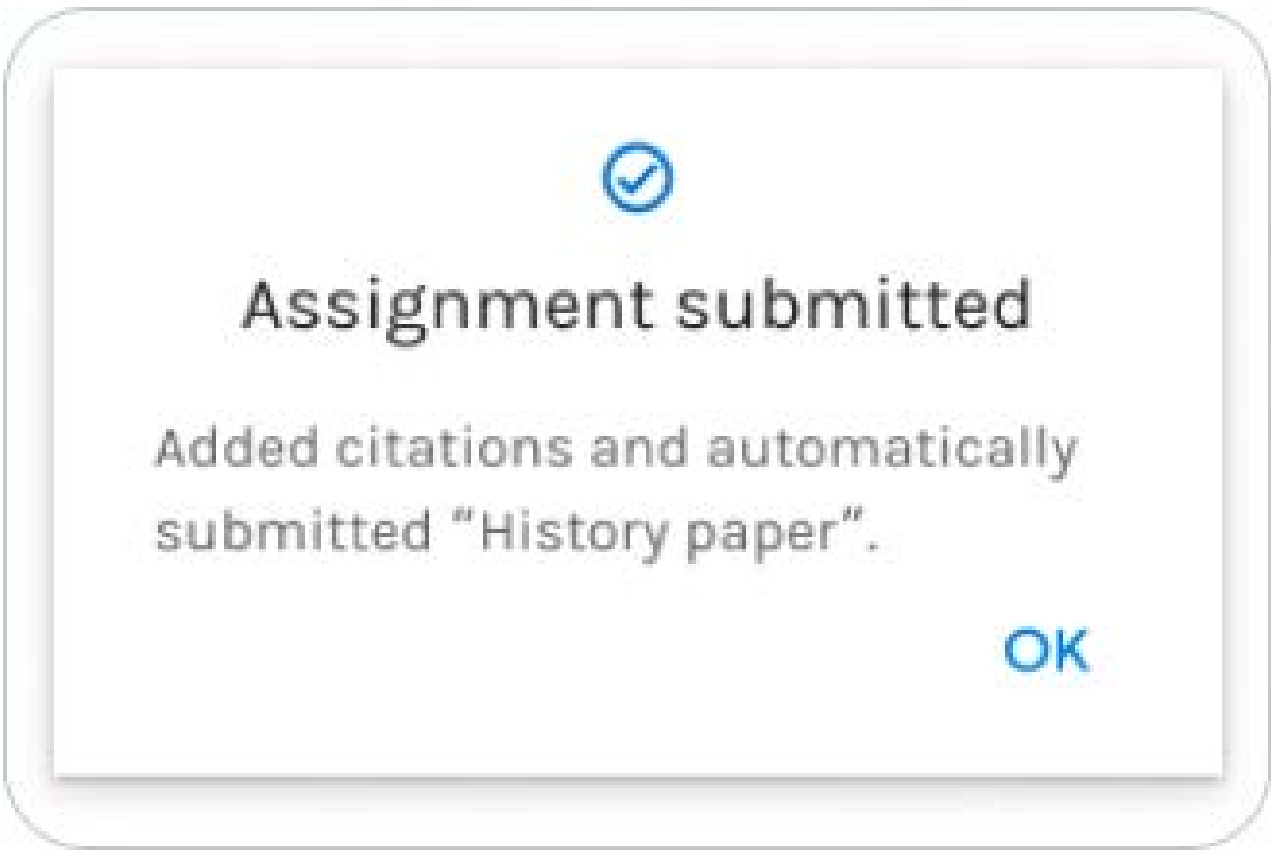 Assignment submitted
Added citations and automatically
submitted “History paper“.
OK